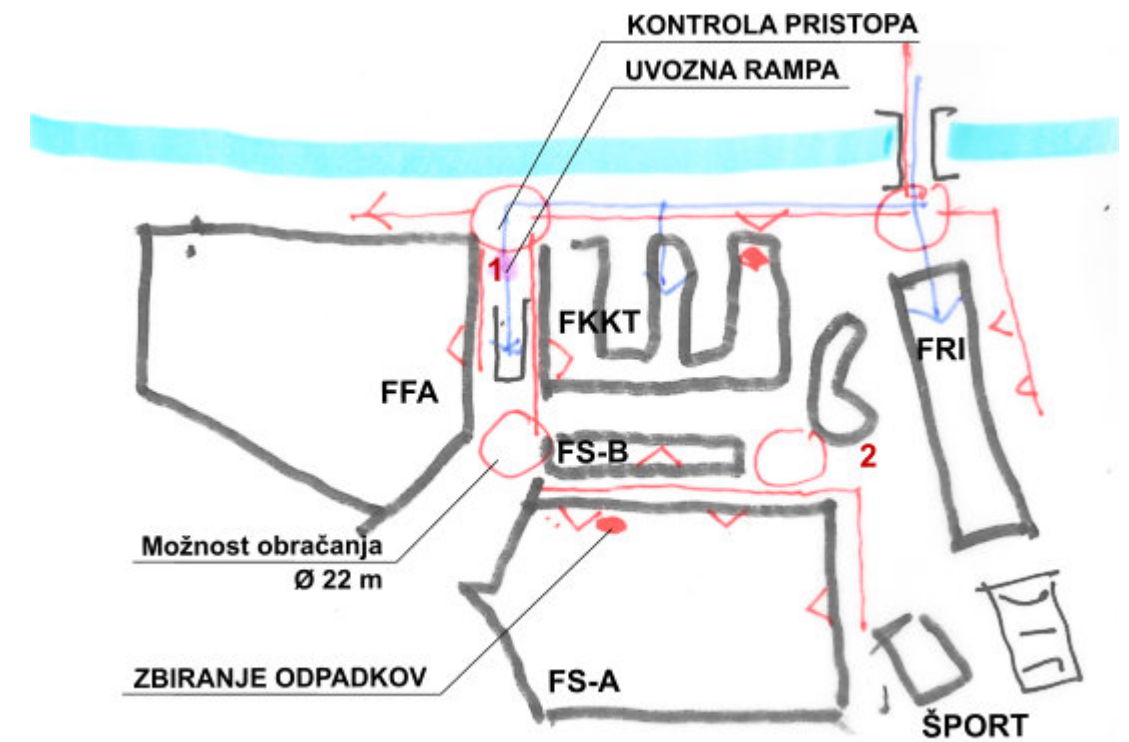 KONTROLA PRISTOPA
UVOZNA RAMPA
1
FKKT
FRI
FFA
FS-B
2
Možnost obračanja
Ø 22 m
ZBIRANJE ODPADKOV
FS-A
ŠPORT